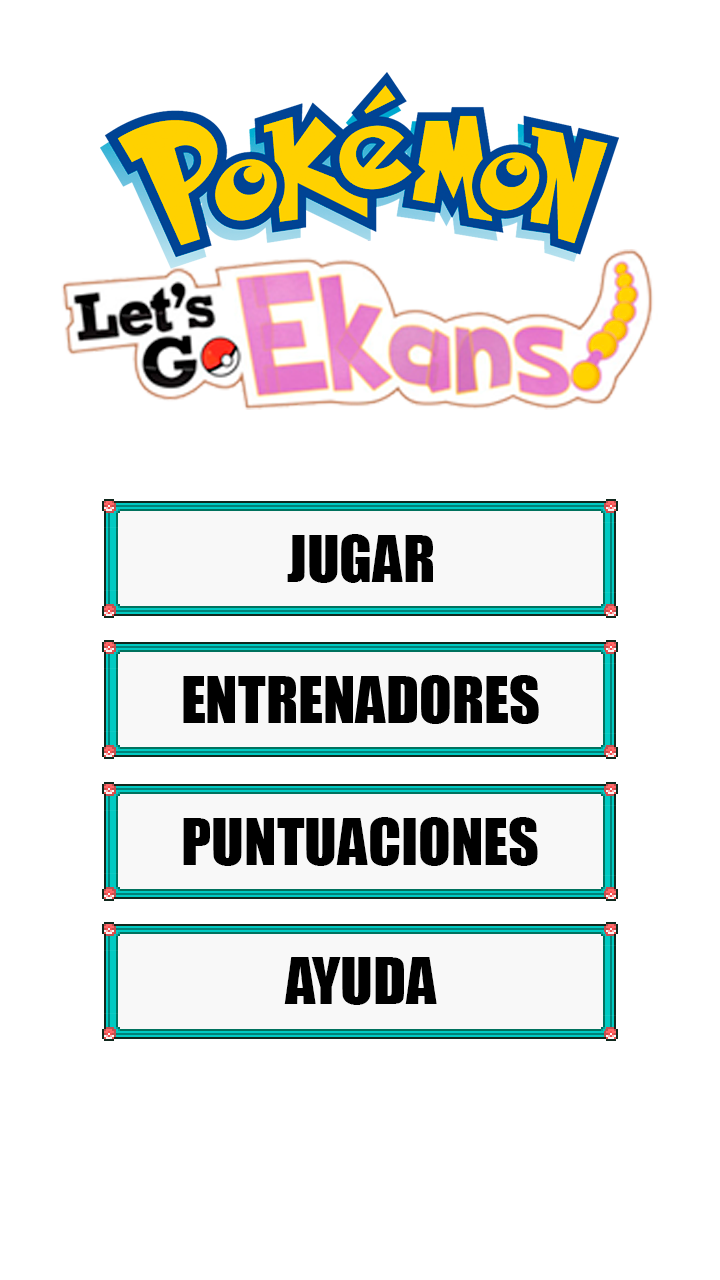 POKéMON
Let's
GO Ekans!
JUGAR
ENTRENADORES
PUNTUACIONES
AYUDA